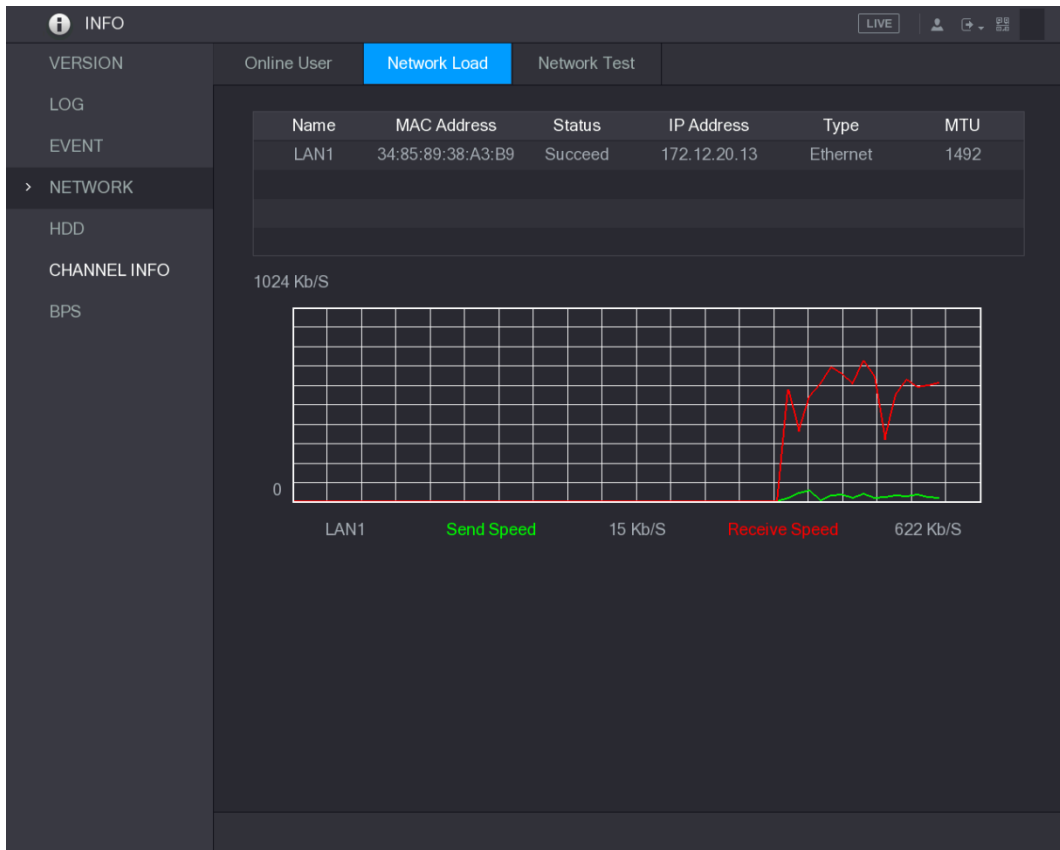 INFO LIVE
VERSION
LOG
EVENT
NETWORK
HDD
CHANNEL INFO
BPS
Online User Network Load Network Test
Name MAC Address Status IP Address Type MTU
LAN1 34:85:89:38:A3:B9 Succeed 172.12.20.13 Ethernet 1492
1024 Kb/S
0
LAN1 Send Speed 15 Kb/S Receive Speed 622 Kb/S